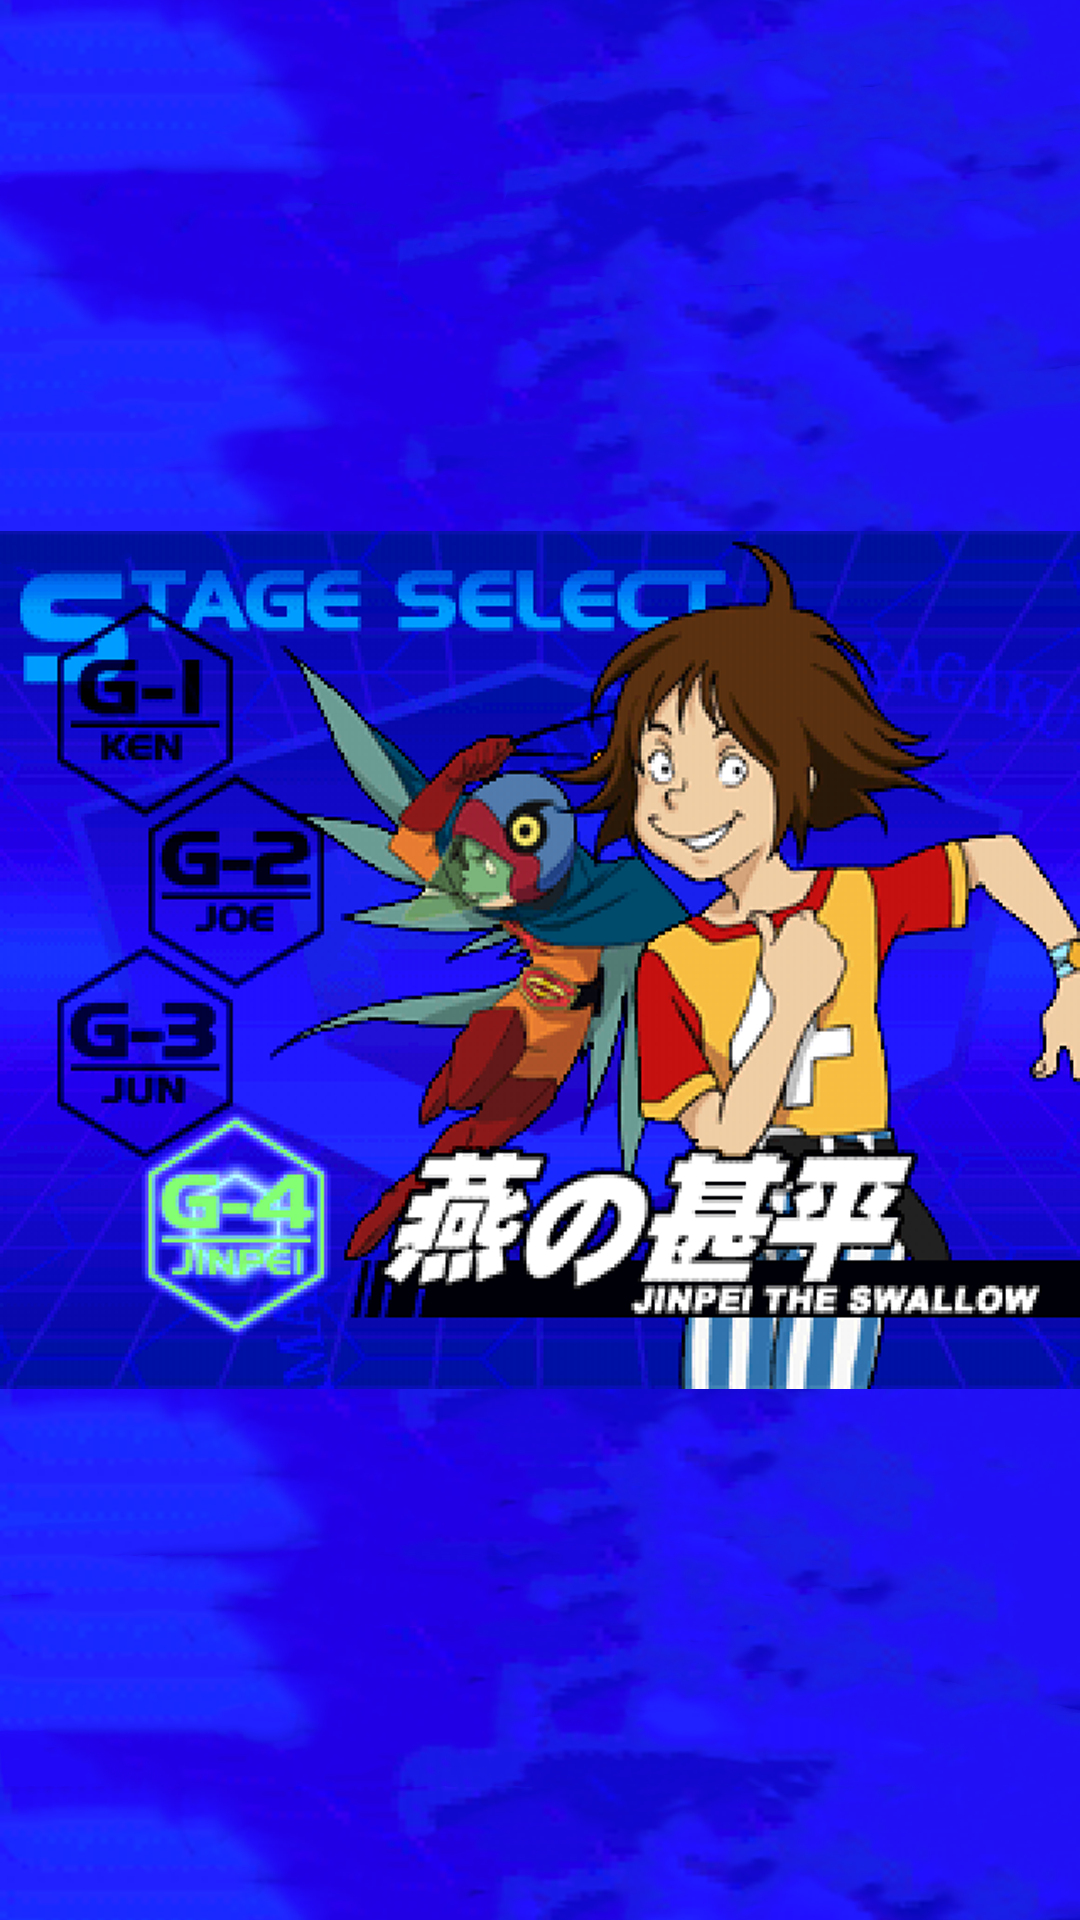 STAGE SELECT
G-1
KEN
G-2
JOE
G-3
JUN
G-4
JINPEI
燕の甚平
JINPEI THE SWALLOW